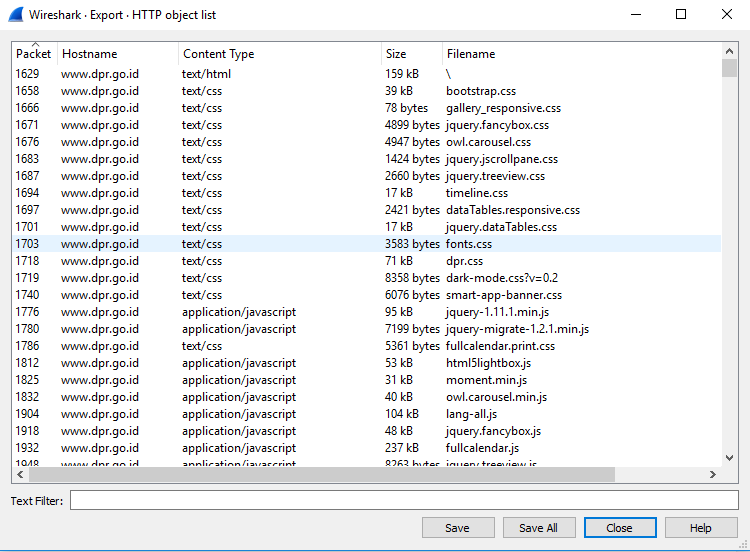 Wireshark · Export · HTTP object list
Packet Hostname Content Type Size Filename
1629 www.dpr.go.id text/html 159 kB \
1658 www.dpr.go.id text/css 39 kB bootstrap.css
1666 www.dpr.go.id text/css 78 bytes gallery_responsive.css
1671 www.dpr.go.id text/css 4899 bytes jquery.fancybox.css
1676 www.dpr.go.id text/css 4947 bytes owl.carousel.css
1683 www.dpr.go.id text/css 1424 bytes jquery.jscrollpane.css
1687 www.dpr.go.id text/css 2660 bytes jquery.treeview.css
1694 www.dpr.go.id text/css 17 kB timeline.css
1697 www.dpr.go.id text/css 2421 bytes dataTables.responsive.css
1701 www.dpr.go.id text/css 17 kB jquery.dataTables.css
1703 www.dpr.go.id text/css 3583 bytes fonts.css
1718 www.dpr.go.id text/css 71 kB dpr.css
1719 www.dpr.go.id text/css 8358 bytes dark-mode.css?v=0.2
1740 www.dpr.go.id text/css 6076 bytes smart-app-banner.css
1776 www.dpr.go.id application/javascript 95 kB jquery-1.11.1.min.js
1780 www.dpr.go.id application/javascript 7199 bytes jquery-migrate-1.2.1.min.js
1786 www.dpr.go.id text/css 5361 bytes fullcalendar.print.css
1812 www.dpr.go.id application/javascript 53 kB html5lightbox.js
1825 www.dpr.go.id application/javascript 31 kB moment.min.js
1832 www.dpr.go.id application/javascript 40 kB owl.carousel.min.js
1904 www.dpr.go.id application/javascript 104 kB lang-all.js
1918 www.dpr.go.id application/javascript 48 kB jquery.fancybox.js
1932 www.dpr.go.id application/javascript 237 kB fullcalendar.js
1948 www.dpr.go.id application/javascript 8263 bytes jquery.treeview.js
Text Filter:
Save Save All Close Help